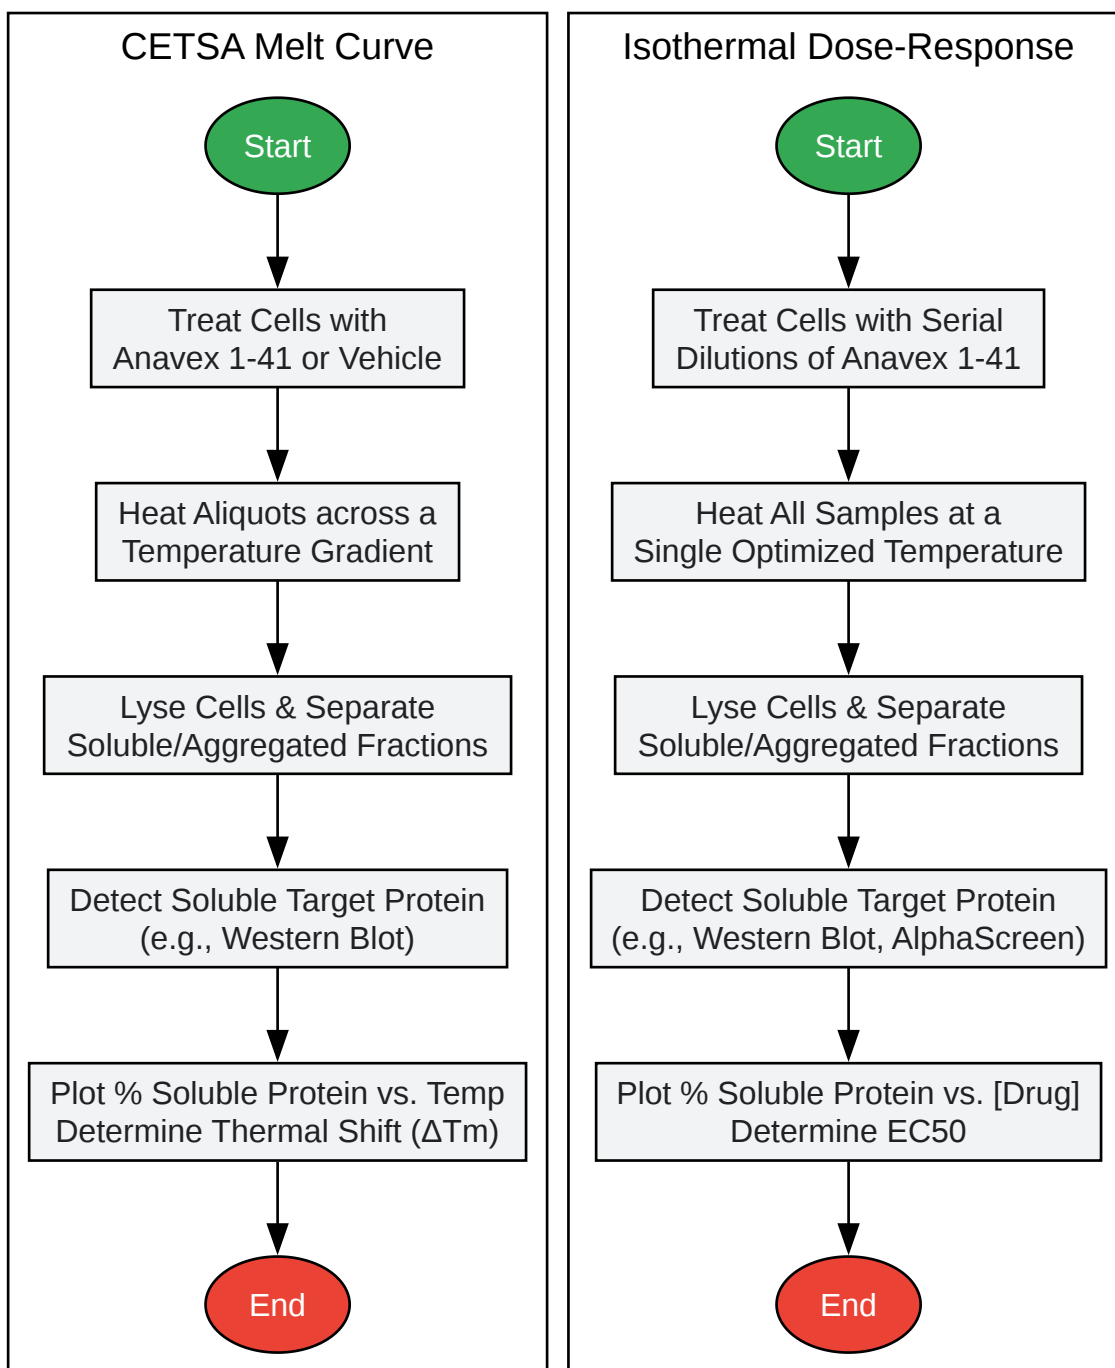 CETSA Melt Curve
Start
Treat Cells with
Anavex 1-41 or Vehicle
Heat Aliquots across a
Temperature Gradient
Lyse Cells & Separate
Soluble/Aggregated Fractions
Detect Soluble Target Protein
(e.g., Western Blot)
Plot % Soluble Protein vs. Temp
Determine Thermal Shift (ΔTm)
End
Isothermal Dose-Response
Start
Treat Cells with Serial
Dilutions of Anavex 1-41
Heat All Samples at a
Single Optimized Temperature
Lyse Cells & Separate
Soluble/Aggregated Fractions
Detect Soluble Target Protein
(e.g., Western Blot, AlphaScreen)
Plot % Soluble Protein vs. [Drug]
Determine EC50
End